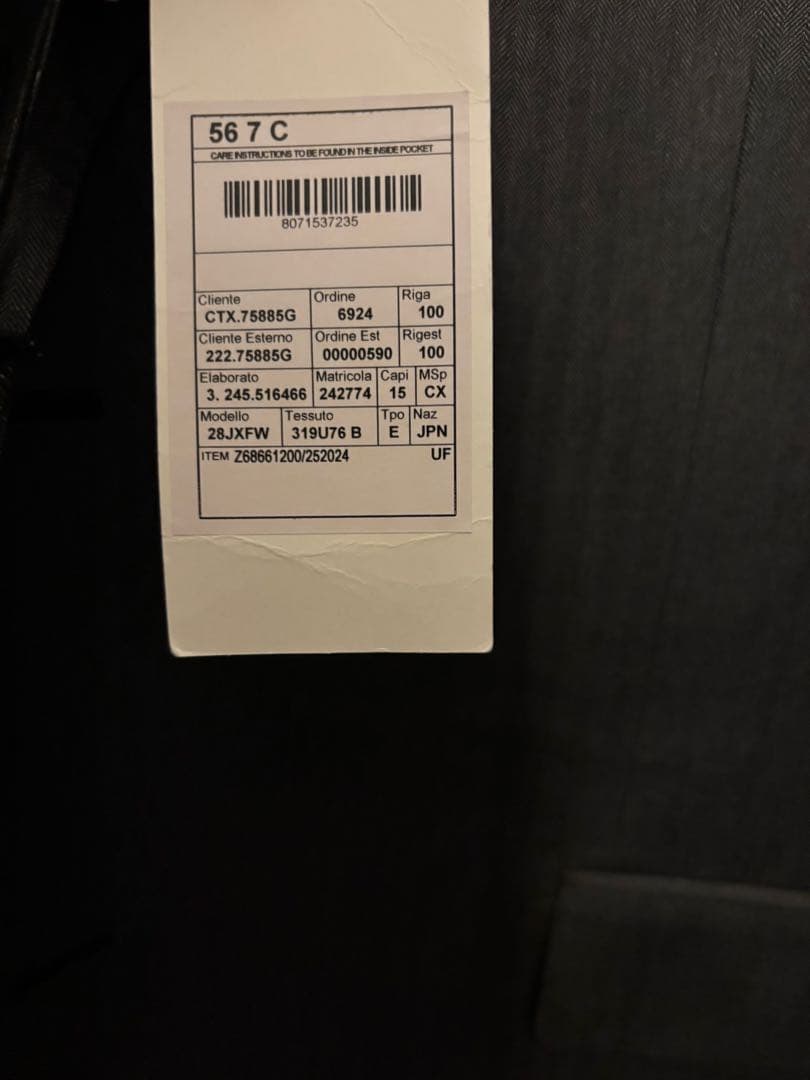 56 7 C
CARE INSTRUCTIONS TO BE FOUND IN THE INSIDE POCKET
8071537235
Cliente Ordine Riga
CTX.75885G 6924 100
Cliente Esterno Ordine Est Rigest
222.75885G 00000590 100
Elaborato Matricola Capi MSp
3. 245.516466 242774 15 CX
Modello Tessuto Tpo Naz
28JXFW 319U76 B E JPN
ITEM Z68661200/252024 UF